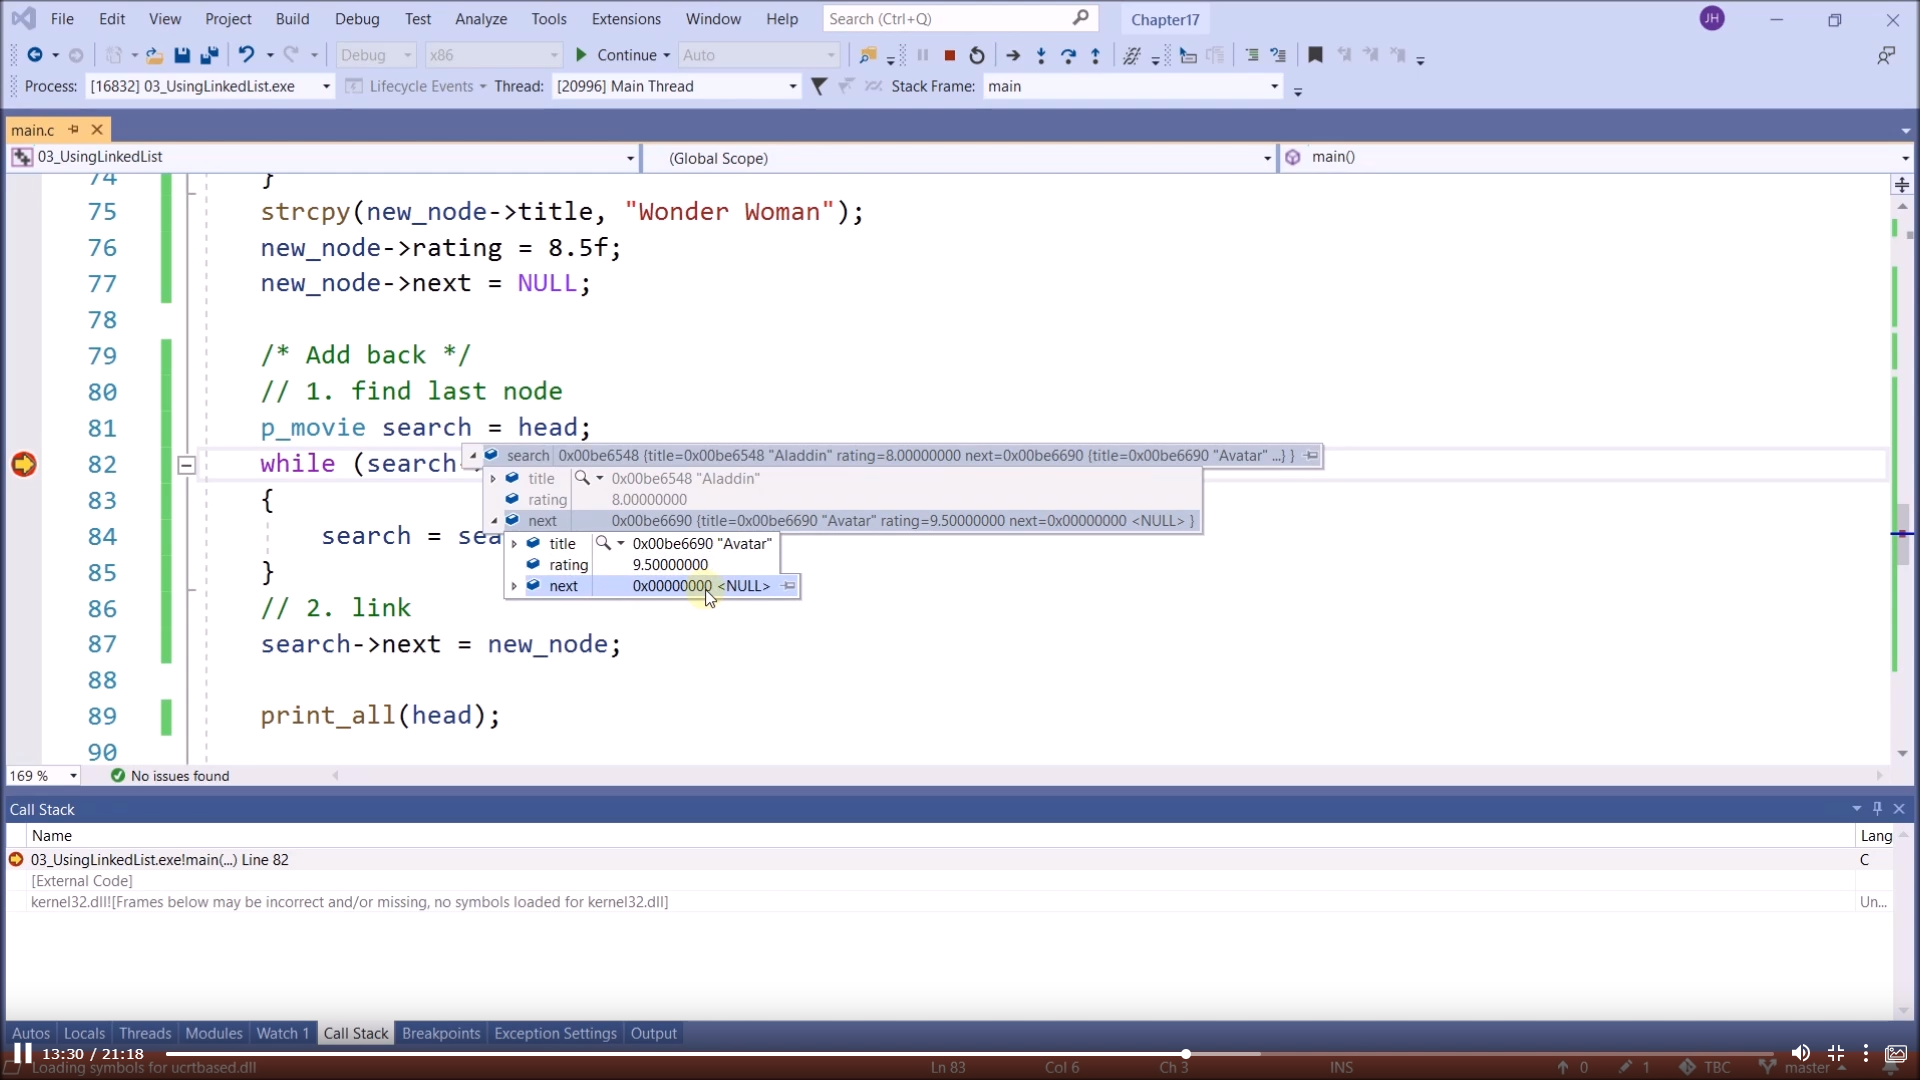 File Edit View Project Build Debug Test Analyze Tools Extensions Window Help Search (Ctrl+Q) Chapter17 JH
Debug x86 Continue Auto
Process: [16832] 03_UsingLinkedList.exe Lifecycle Events Thread: [20996] Main Thread Stack Frame: main
main.c
03_UsingLinkedList (Global Scope) main()
74 }
75 strcpy(new_node->title, "Wonder Woman");
76 new_node->rating = 8.5f;
77 new_node->next = NULL;
78
79 /* Add back */
80 // 1. find last node
81 p_movie search = head;
82 while (search
search 0x00be6548 {title=0x00be6548 "Aladdin" rating=8.00000000 next=0x00be6690 {title=0x00be6690 "Avatar" ...} }
title 0x00be6548 "Aladdin"
rating 8.00000000
next 0x00be6690 {title=0x00be6690 "Avatar" rating=9.50000000 next=0x00000000 <NULL> }
title 0x00be6690 "Avatar"
rating 9.50000000
next 0x00000000 <NULL>
83 {
84 search = sea
85 }
86 // 2. link
87 search->next = new_node;
88
89 print_all(head);
90
169 % No issues found
Call Stack
Name Lang
03_UsingLinkedList.exe!main(...) Line 82 C
[External Code]
kernel32.dll![Frames below may be incorrect and/or missing, no symbols loaded for kernel32.dll] Un...
Autos Locals Threads Modules Watch 1 Call Stack Breakpoints Exception Settings Output
13:30 / 21:18
Loading symbols for ucrtbased.dll Ln 83 Col 6 Ch 3 INS 0 1 TBC master